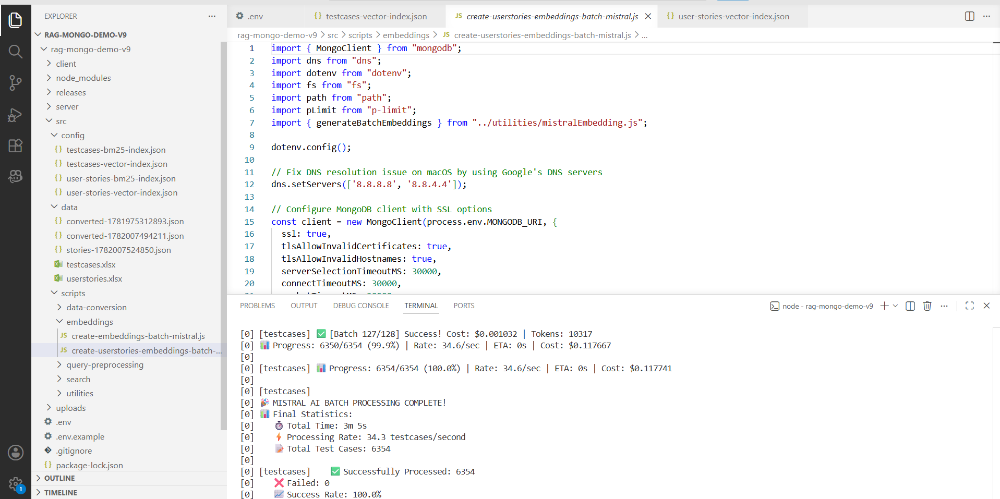 EXPLORER
RAG-MONGO-DEMO-V9
rag-mongo-demo-v9
client
node_modules
releases
server
src
config
testcases-bm25-index.json
testcases-vector-index.json
user-stories-bm25-index.json
user-stories-vector-index.json
data
converted-1781975312893.json
converted-1782007494211.json
stories-1782007524850.json
testcases.xlsx
userstories.xlsx
scripts
data-conversion
embeddings
JS create-embeddings-batch-mistral.js
JS create-userstories-embeddings-batch-...
query-preprocessing
search
utilities
uploads
.env
.env.example
.gitignore
package-lock.json
OUTLINE
TIMELINE
1
.env
{} testcases-vector-index.json
JS create-userstories-embeddings-batch-mistral.js
{} user-stories-vector-index.json
rag-mongo-demo-v9 > src > scripts > embeddings > JS create-userstories-embeddings-batch-mistral.js > ...
1 import { MongoClient } from "mongodb";
2 import dns from "dns";
3 import dotenv from "dotenv";
4 import fs from "fs";
5 import path from "path";
6 import pLimit from "p-limit";
7 import { generateBatchEmbeddings } from "../utilities/mistralEmbedding.js";
8
9 dotenv.config();
10
11 // Fix DNS resolution issue on macOS by using Google's DNS servers
12 dns.setServers(['8.8.8.8', '8.8.4.4']);
13
14 // Configure MongoDB client with SSL options
15 const client = new MongoClient(process.env.MONGODB_URI, {
16 ssl: true,
17 tlsAllowInvalidCertificates: true,
18 tlsAllowInvalidHostnames: true,
19 serverSelectionTimeoutMS: 30000,
20 connectTimeoutMS: 30000,
PROBLEMS OUTPUT DEBUG CONSOLE TERMINAL PORTS
node - rag-mongo-demo-v9
[0] [testcases] ✅ [Batch 127/128] Success! Cost: $0.001032 | Tokens: 10317
[0] 📊 Progress: 6350/6354 (99.9%) | Rate: 34.6/sec | ETA: 0s | Cost: $0.117667
[0]
[0] [testcases] 📊 Progress: 6354/6354 (100.0%) | Rate: 34.6/sec | ETA: 0s | Cost: $0.117741
[0]
[0] [testcases]
[0] 🎉 MISTRAL AI BATCH PROCESSING COMPLETE!
[0] 📊 Final Statistics:
[0] ⏱️ Total Time: 3m 5s
[0] ⚡ Processing Rate: 34.3 testcases/second
[0] 📝 Total Test Cases: 6354
[0]
[0] [testcases] ✅ Successfully Processed: 6354
[0] ❌ Failed: 0
[0] 📈 Success Rate: 100.0%